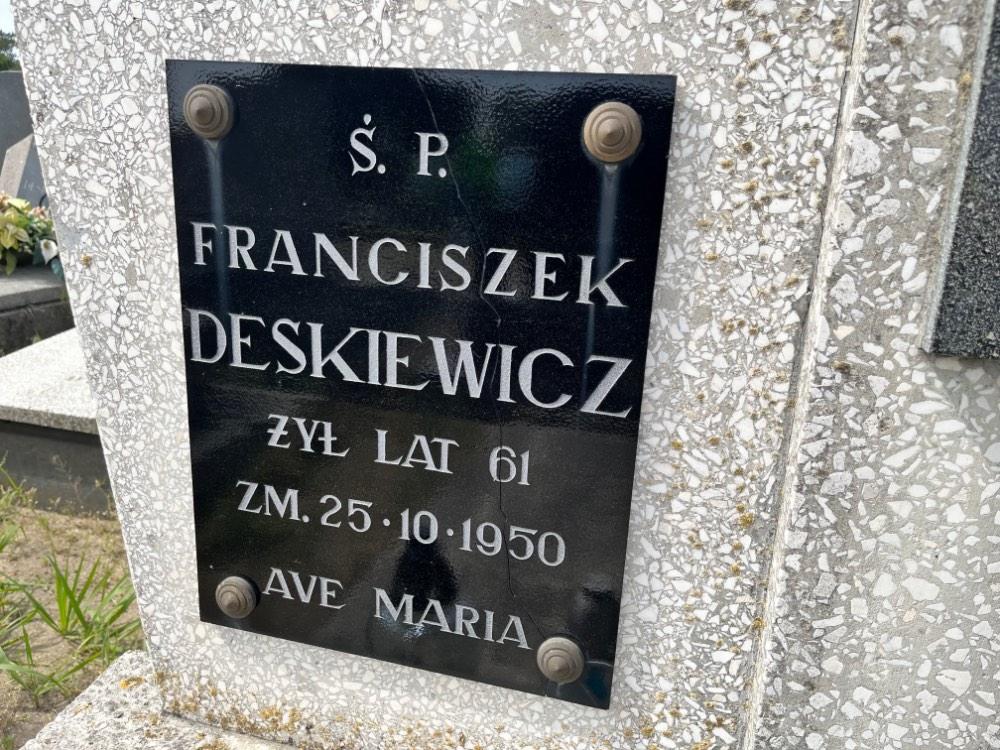 Ś. P.
FRANCISZEK
DESKIEWICZ
ŻYŁ LAT 61
ZM. 25·10·1950
AVE MARIA